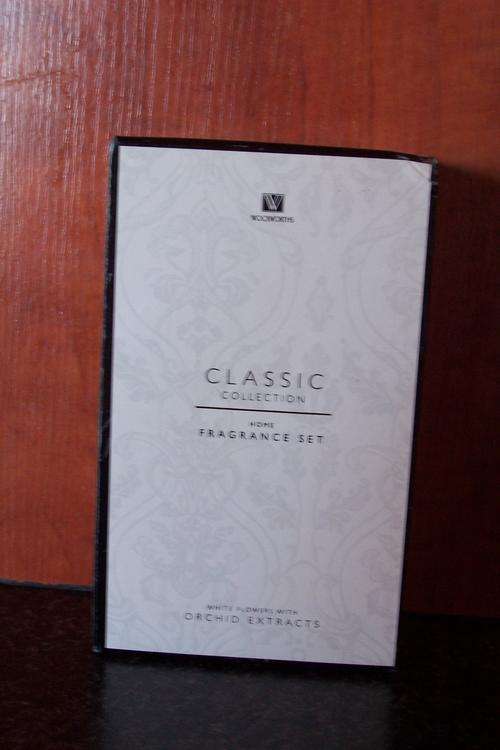 W
WOOLWORTHS
CLASSIC
COLLECTION
HOME
FRAGRANCE SET
WHITE FLOWERS WITH
ORCHID EXTRACTS